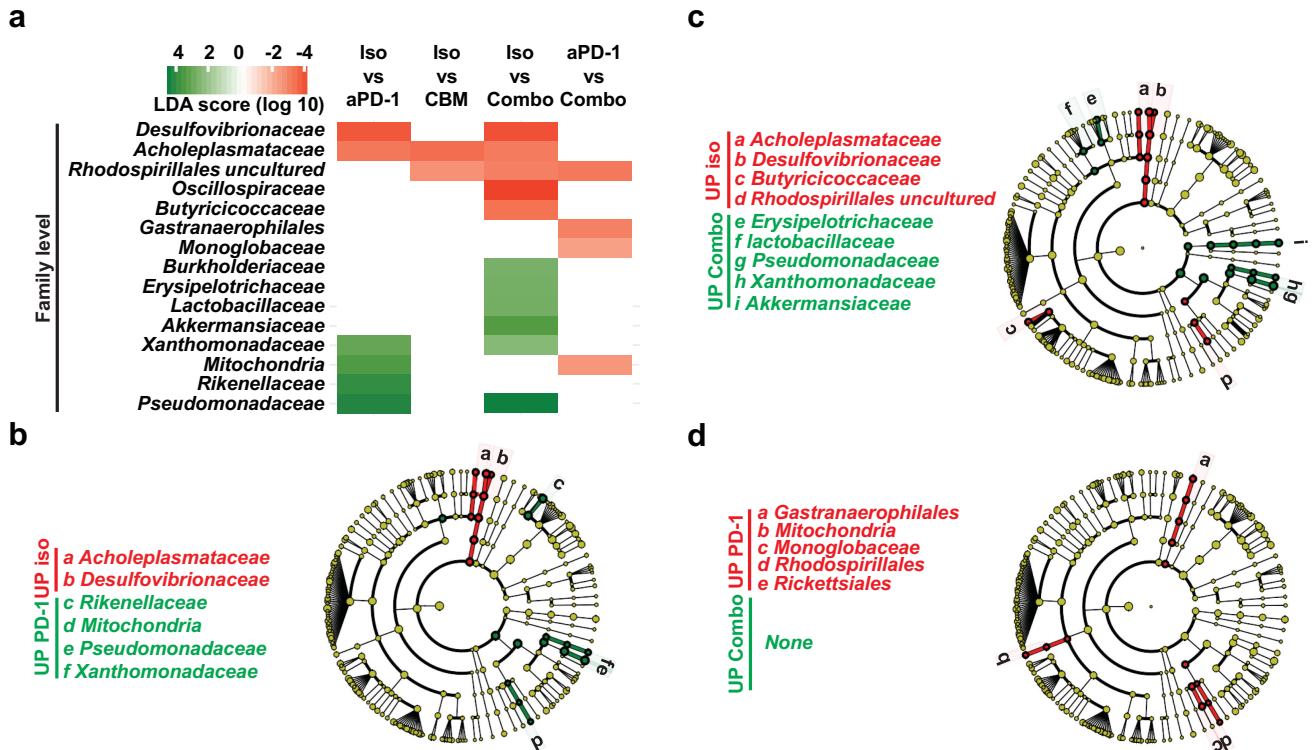 a
Iso vs aPD-1
Iso vs CBM
Iso vs Combo
aPD-1 vs Combo
4 2 0 -2 -4
LDA score (log 10)
Family level
Desulfovibrionaceae
Acholeplasmataceae
Rhodospirillales uncultured
Oscillospiraceae
Butyricicoccaceae
Gastranaerophilales
Monoglobaceae
Burkholderiaceae
Erysipelotrichaceae
Lactobacillaceae
Akkermansiaceae
Xanthomonadaceae
Mitochondria
Rikenellaceae
Pseudomonadaceae
b
UP iso
a Acholeplasmataceae
b Desulfovibrionaceae
UP PD-1
c Rikenellaceae
d Mitochondria
e Pseudomonadaceae
f Xanthomonadaceae
a b
c
fe
d
c
UP iso
a Acholeplasmataceae
b Desulfovibrionaceae
c Butyricicoccaceae
d Rhodospirillales uncultured
UP Combo
e Erysipelotrichaceae
f lactobacillaceae
g Pseudomonadaceae
h Xanthomonadaceae
i Akkermansiaceae
f e a b
i
hg
d
c
d
UP PD-1
a Gastranaerophilales
b Mitochondria
c Monoglobaceae
d Rhodospirillales
e Rickettsiales
UP Combo
None
a
b